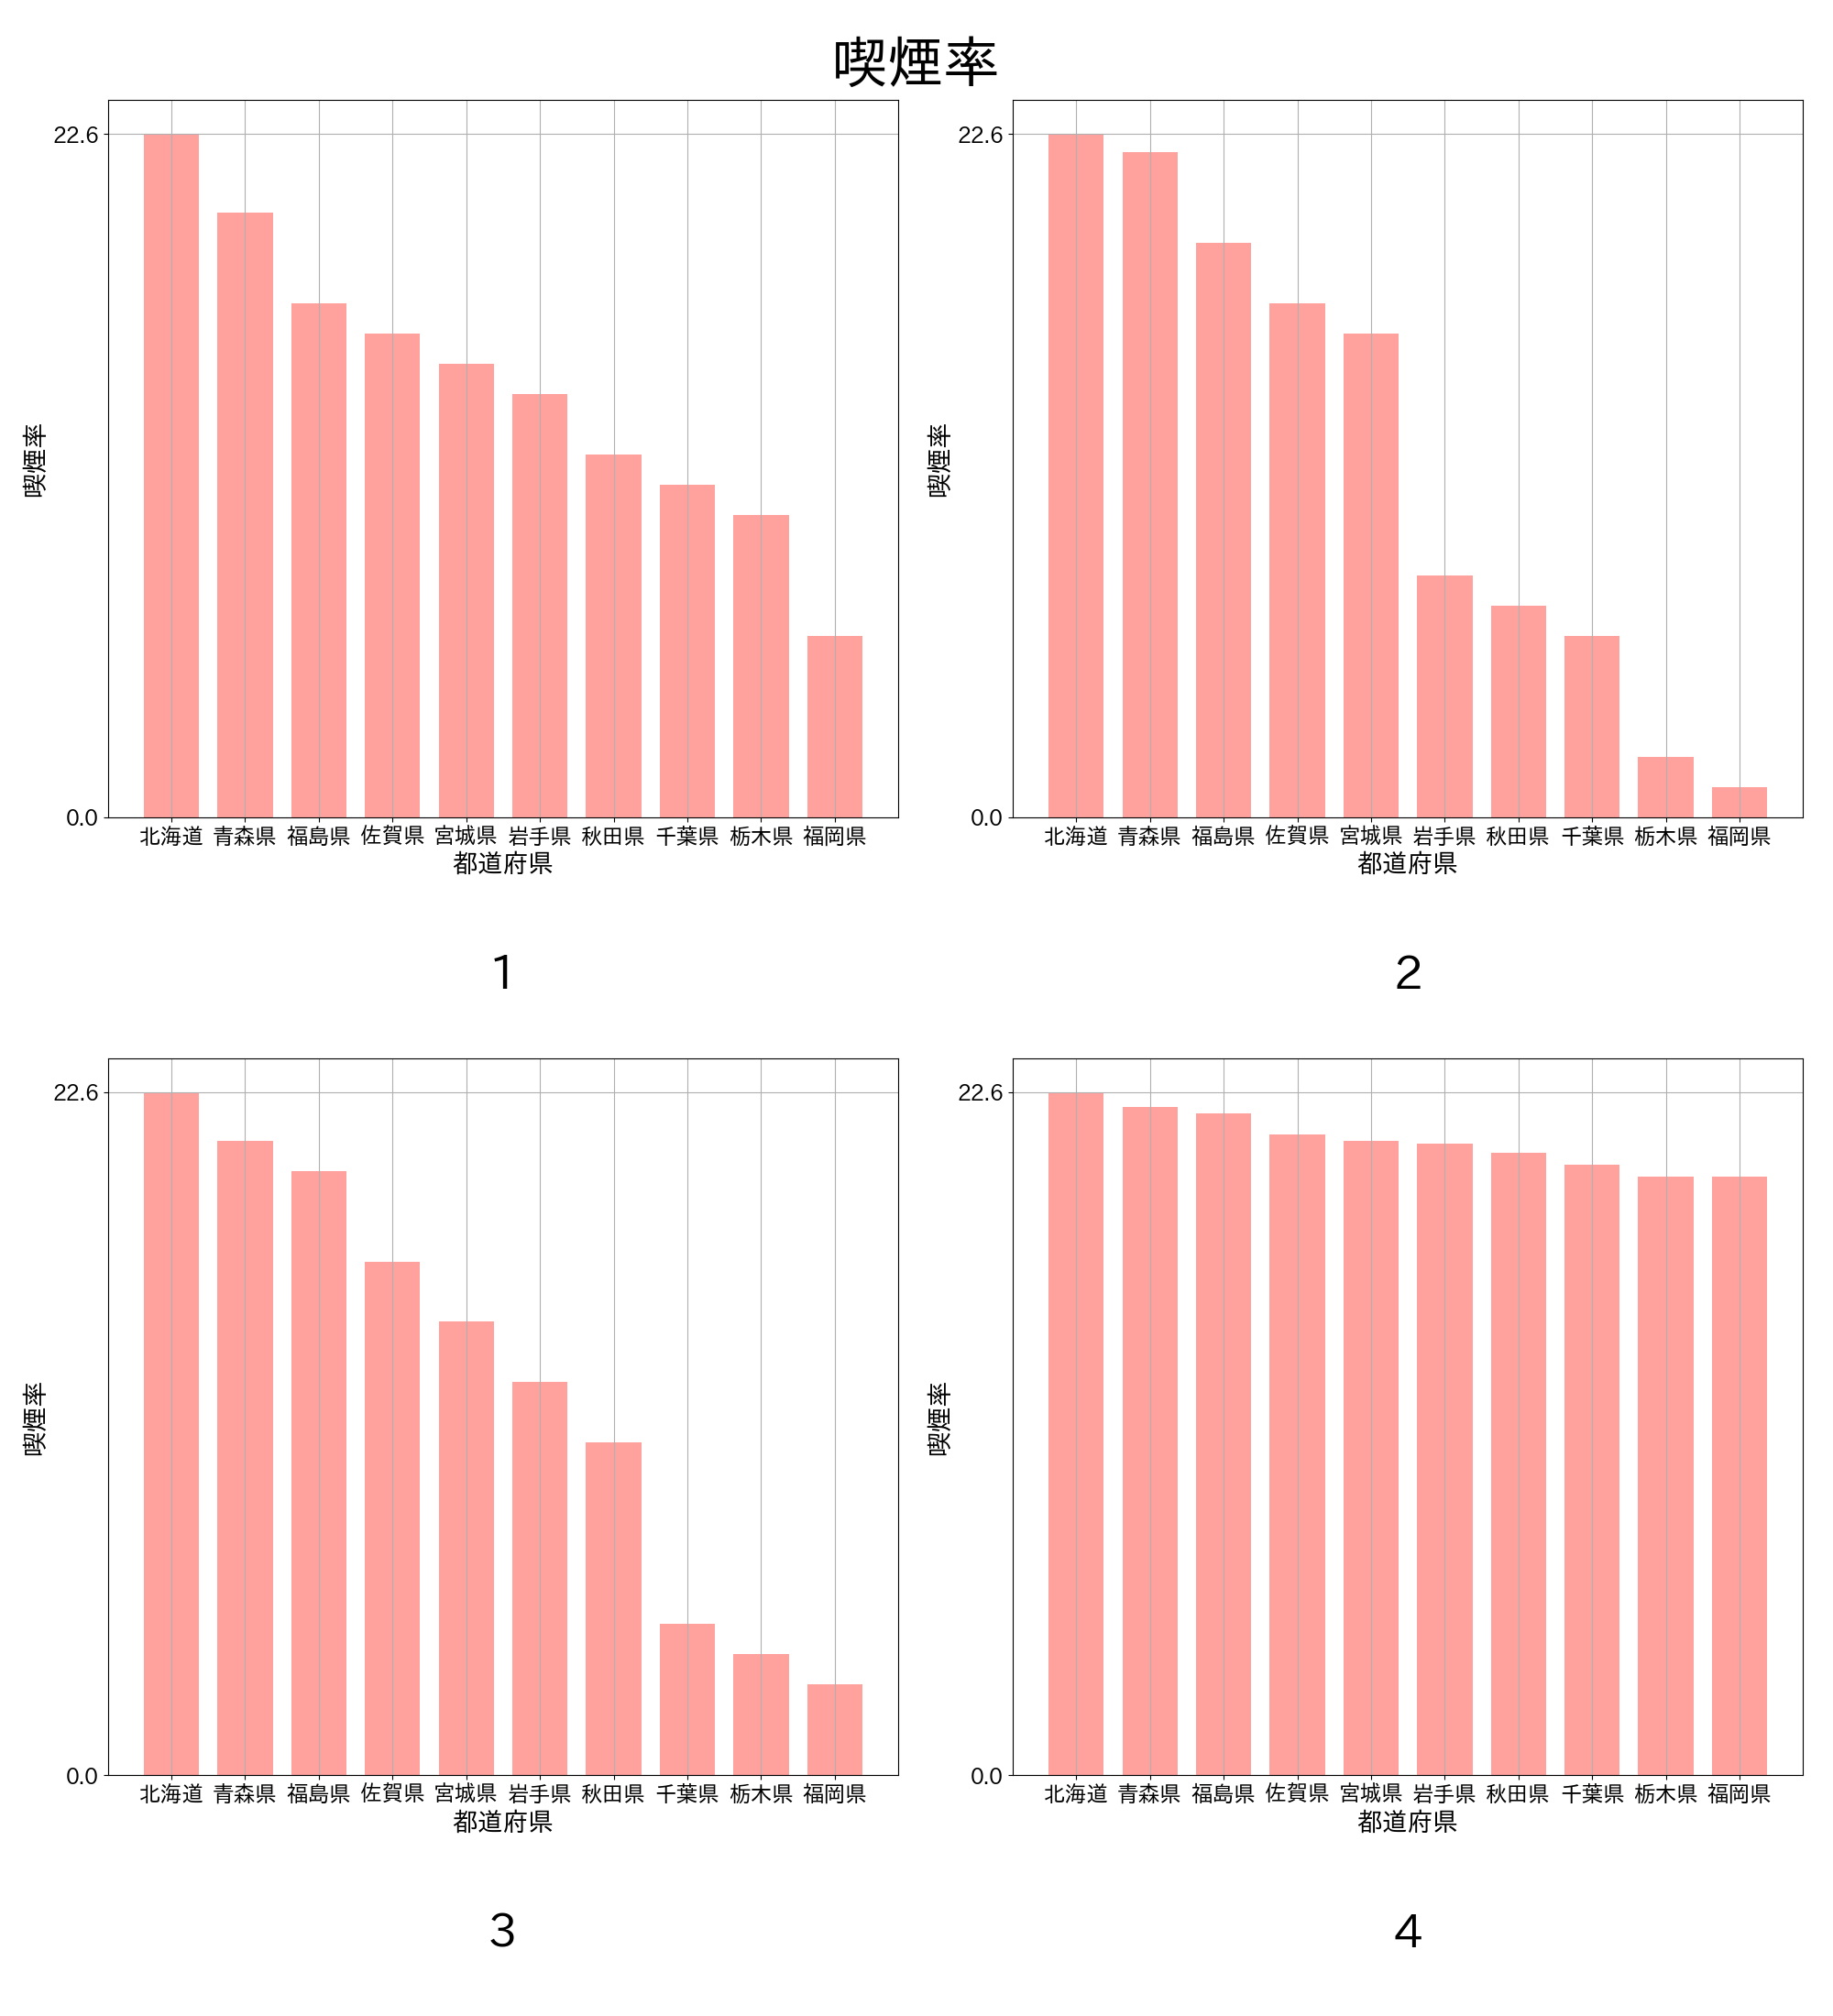 喫煙率
22.6
0.0
喫煙率
北海道 青森県 福島県 佐賀県 宮城県 岩手県 秋田県 千葉県 栃木県 福岡県
都道府県
1
22.6
0.0
喫煙率
北海道 青森県 福島県 佐賀県 宮城県 岩手県 秋田県 千葉県 栃木県 福岡県
都道府県
2
22.6
0.0
喫煙率
北海道 青森県 福島県 佐賀県 宮城県 岩手県 秋田県 千葉県 栃木県 福岡県
都道府県
3
22.6
0.0
喫煙率
北海道 青森県 福島県 佐賀県 宮城県 岩手県 秋田県 千葉県 栃木県 福岡県
都道府県
4